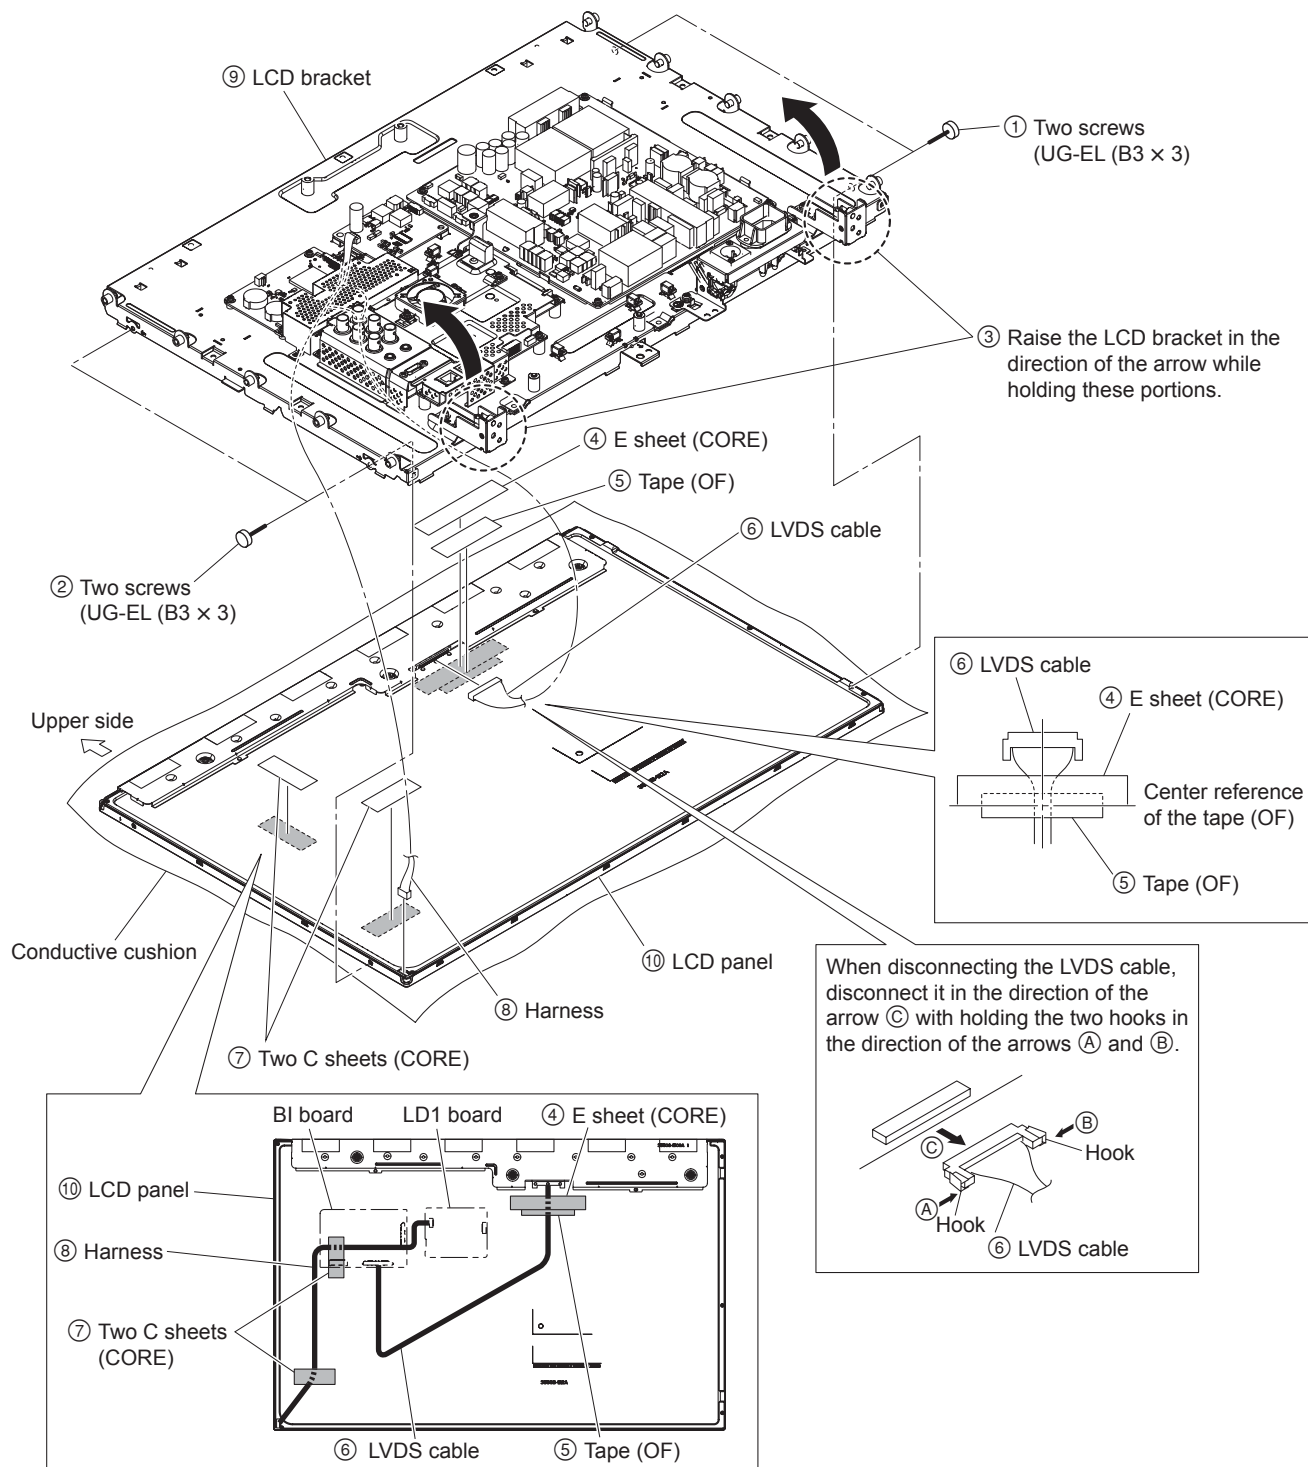 ⑨ LCD bracket
① Two screws
(UG-EL (B3 × 3)
③ Raise the LCD bracket in the
direction of the arrow while
holding these portions.
④ E sheet (CORE)
⑤ Tape (OF)
⑥ LVDS cable
② Two screws
(UG-EL (B3 × 3)
Upper side
⑥ LVDS cable
④ E sheet (CORE)
Center reference
of the tape (OF)
⑤ Tape (OF)
Conductive cushion
⑩ LCD panel
⑧ Harness
⑦ Two C sheets (CORE)
When disconnecting the LVDS cable,
disconnect it in the direction of the
arrow Ⓒ with holding the two hooks in
the direction of the arrows Ⓐ and Ⓑ.
Ⓑ
Hook
Ⓒ
Ⓐ
Hook
⑥ LVDS cable
BI board
LD1 board
④ E sheet (CORE)
⑩ LCD panel
⑧ Harness
⑦ Two C sheets
(CORE)
⑥ LVDS cable
⑤ Tape (OF)